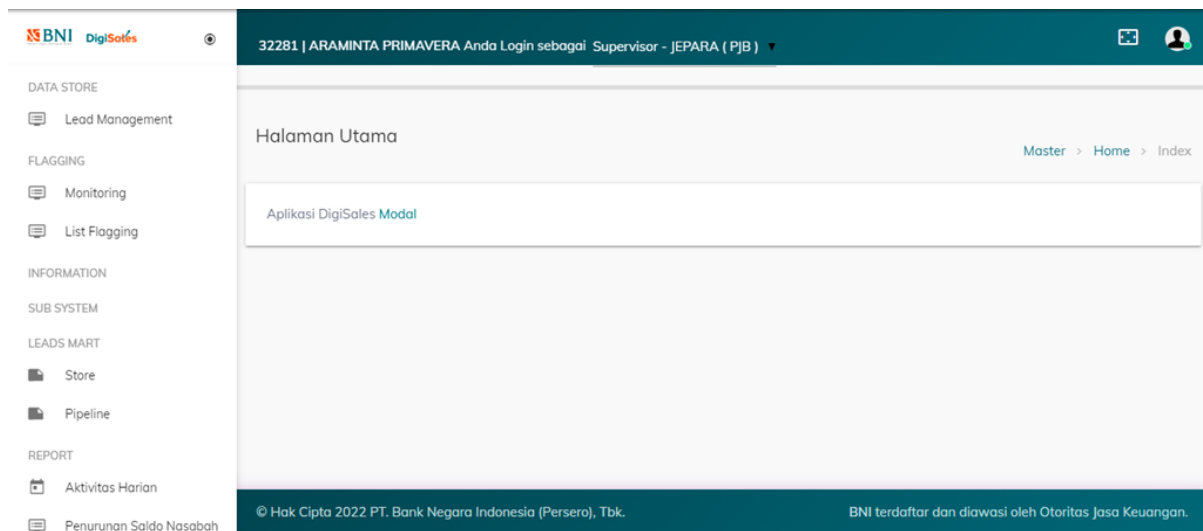 BNI DigiSales
32281 | ARAMINTA PRIMAVERA Anda Login sebagai Supervisor - JEPARA ( PJB )
DATA STORE
Lead Management
FLAGGING
Monitoring
List Flagging
INFORMATION
SUB SYSTEM
LEADS MART
Store
Pipeline
REPORT
Aktivitas Harian
Penurunan Saldo Nasabah
Halaman Utama
Master > Home > Index
Aplikasi DigiSales Modal
© Hak Cipta 2022 PT. Bank Negara Indonesia (Persero), Tbk.
BNI terdaftar dan diawasi oleh Otoritas Jasa Keuangan.